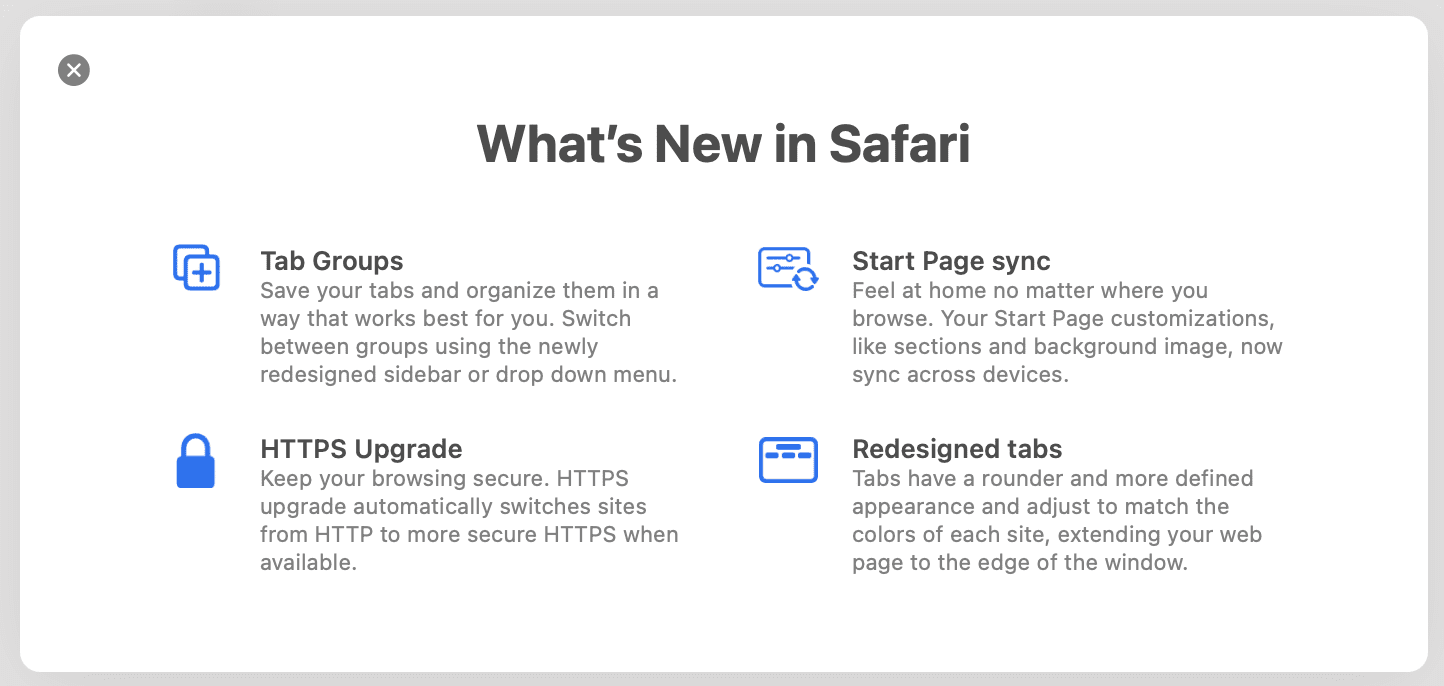 What's New in Safari
Tab Groups
Save your tabs and organize them in a
way that works best for you. Switch
between groups using the newly
redesigned sidebar or drop down menu.
Start Page sync
Feel at home no matter where you
browse. Your Start Page customizations,
like sections and background image, now
sync across devices.
HTTPS Upgrade
Keep your browsing secure. HTTPS
upgrade automatically switches sites
from HTTP to more secure HTTPS when
available.
Redesigned tabs
Tabs have a rounder and more defined
appearance and adjust to match the
colors of each site, extending your web
page to the edge of the window.